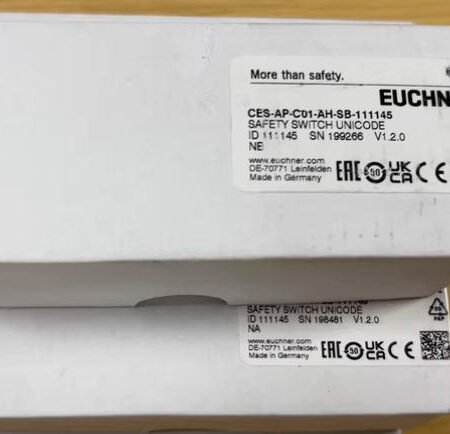 More than safety.
EUCHN
CES-AP-C01-AH-SB-111145
SAFETY SWITCH UNICODE
ID 111145 SN 199266 V1.2.0
NE
www.euchner.com
DE-70771 Leinfelden
Made in Germany
EAC 50 UK CA CE
SAFETY SWITCH UNICODE
ID 111145 SN 198481 V1.2.0
NA
www.euchner.com
DE-70771 Leinfelden
Made in Germany
EAC 50 UK CA CE
PAP